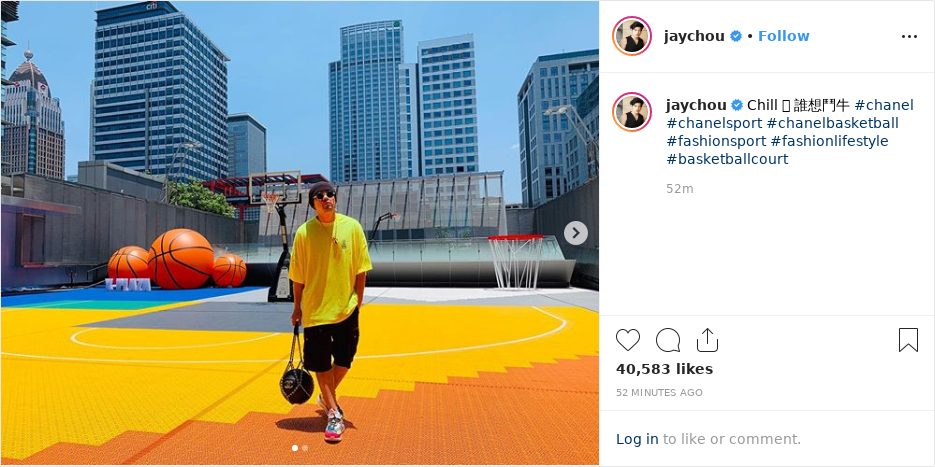 citi
jaychou • Follow
jaychou Chill ▯ 誰想鬥牛 #chanel
#chanelsport #chanelbasketball
#fashionsport #fashionlifestyle
#basketballcourt
52m
40,583 likes
52 MINUTES AGO
Log in to like or comment.